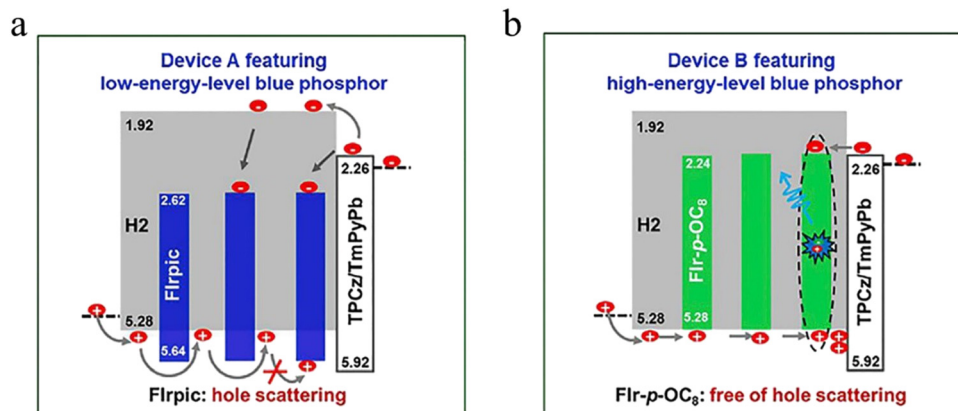 a
Device A featuring
low-energy-level blue phosphor
1.92
2.26
2.62
H2
FIrpic
TPCz/TmPyPb
5.28
5.64
5.92
FIrpic: hole scattering
b
Device B featuring
high-energy-level blue phosphor
1.92
2.24
2.26
H2
FIr-p-OC₈
TPCz/TmPyPb
5.28
5.28
5.92
FIr-p-OC₈: free of hole scattering